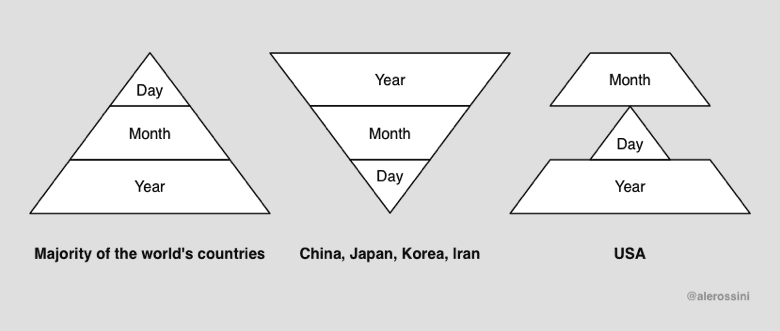 Day
Month
Year
Majority of the world's countries
Year
Month
Day
China, Japan, Korea, Iran
Month
Day
Year
USA
@alerossini